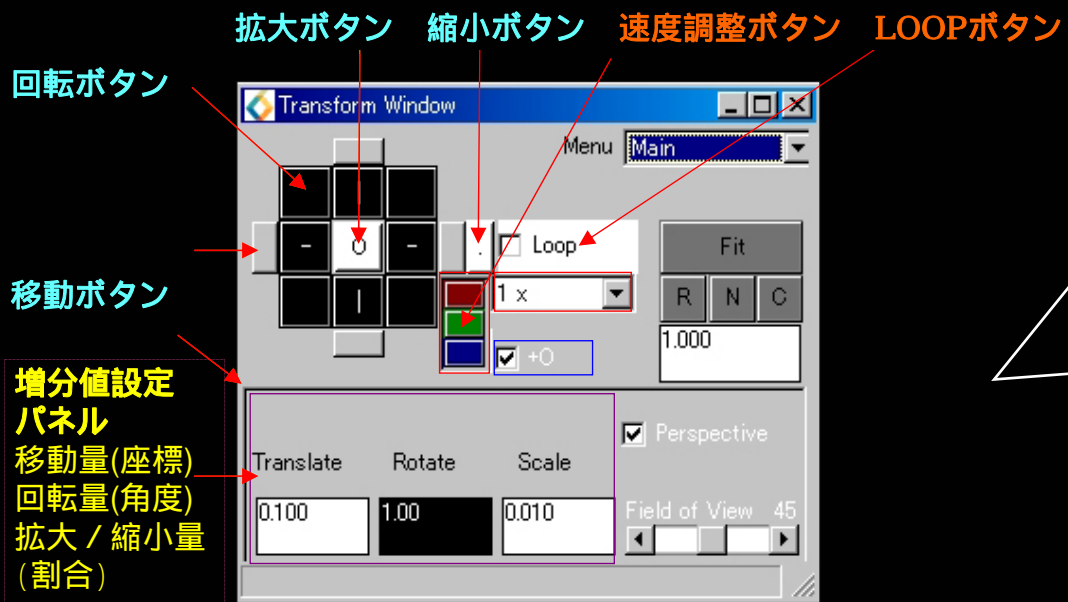 拡大ボタン 縮小ボタン 速度調整ボタン LOOPボタン
回転ボタン
Transform Window
Menu Main
- O - . Loop Fit
移動ボタン
1 x R N C
1.000
+O
増分値設定
パネル
移動量(座標)
回転量(角度)
拡大/縮小量
(割合)
Perspective
Translate Rotate Scale
0.100 1.00 0.010
Field of View 45